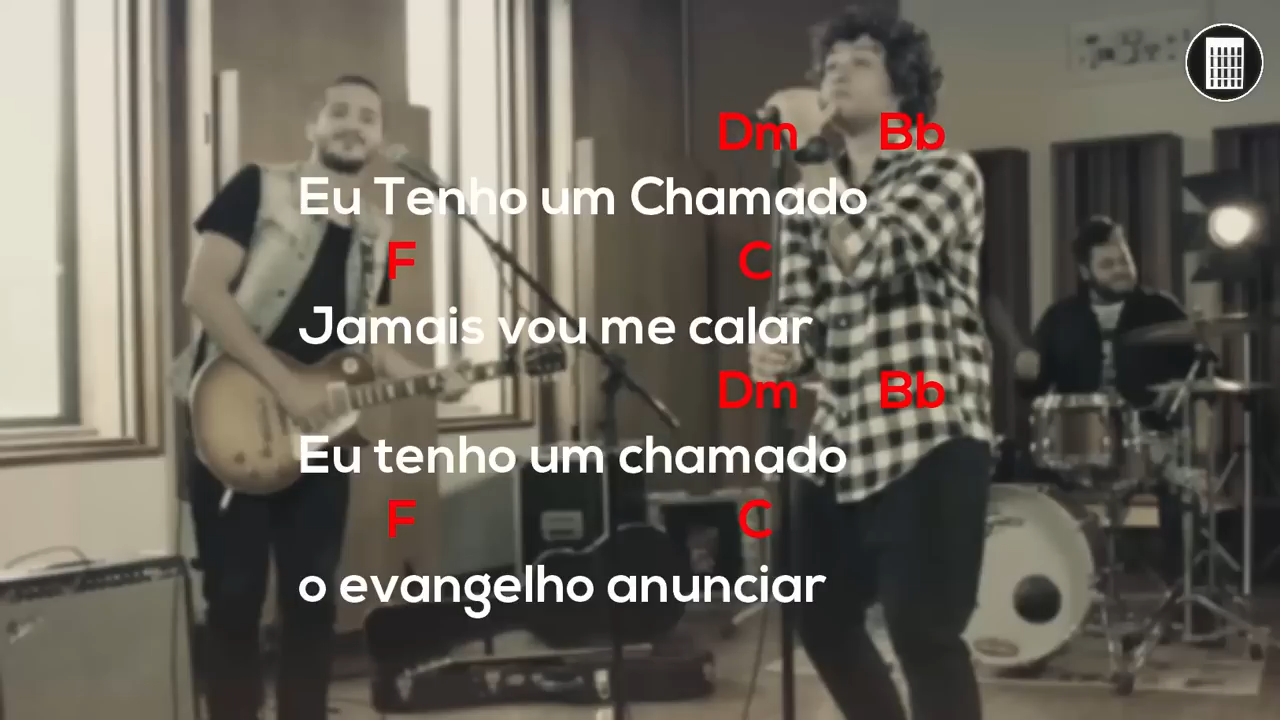 Dm Bb
Eu Tenho um Chamado
F C
Jamais vou me calar
Dm Bb
Eu tenho um chamado
F C
o evangelho anunciar